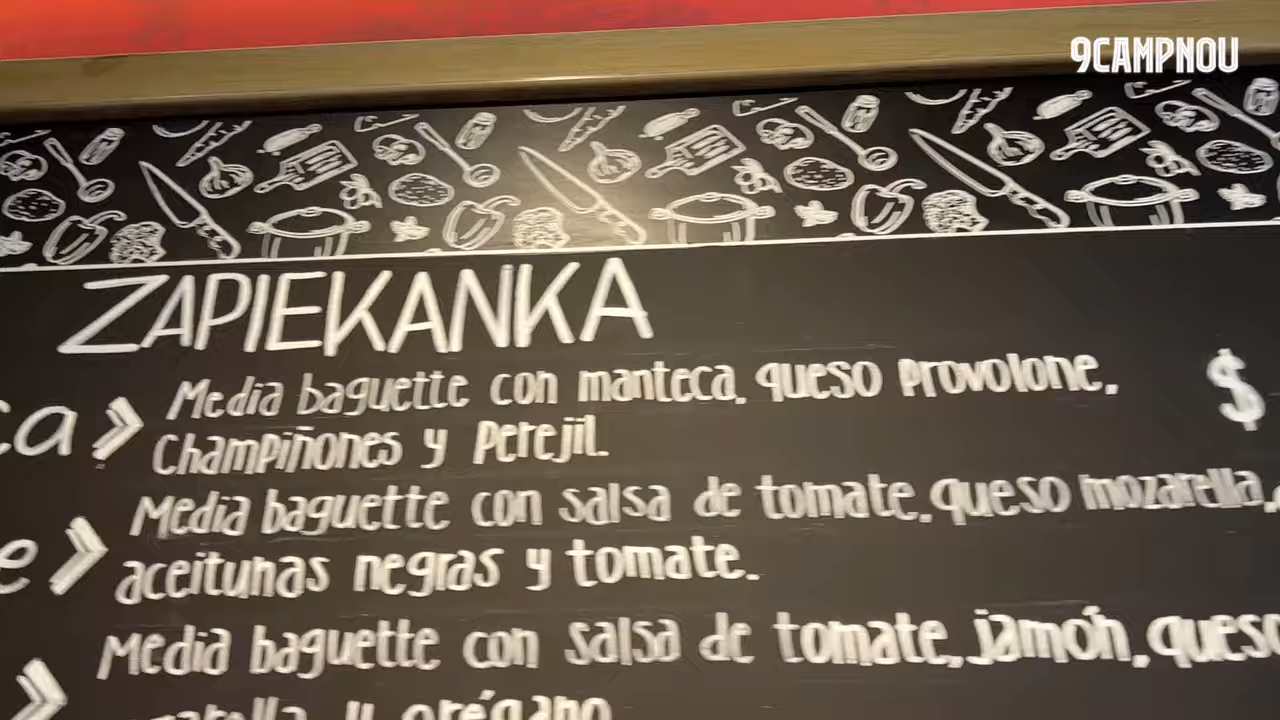 9CAMPNOU
ZAPIEKANKA
Media baguette con manteca, queso provolone, $
Champiñones y Perejil.
Media baguette con salsa de tomate, queso mozarella,
aceitunas negras y tomate.
Media baguette con salsa de tomate, jamón, queso
y orégano